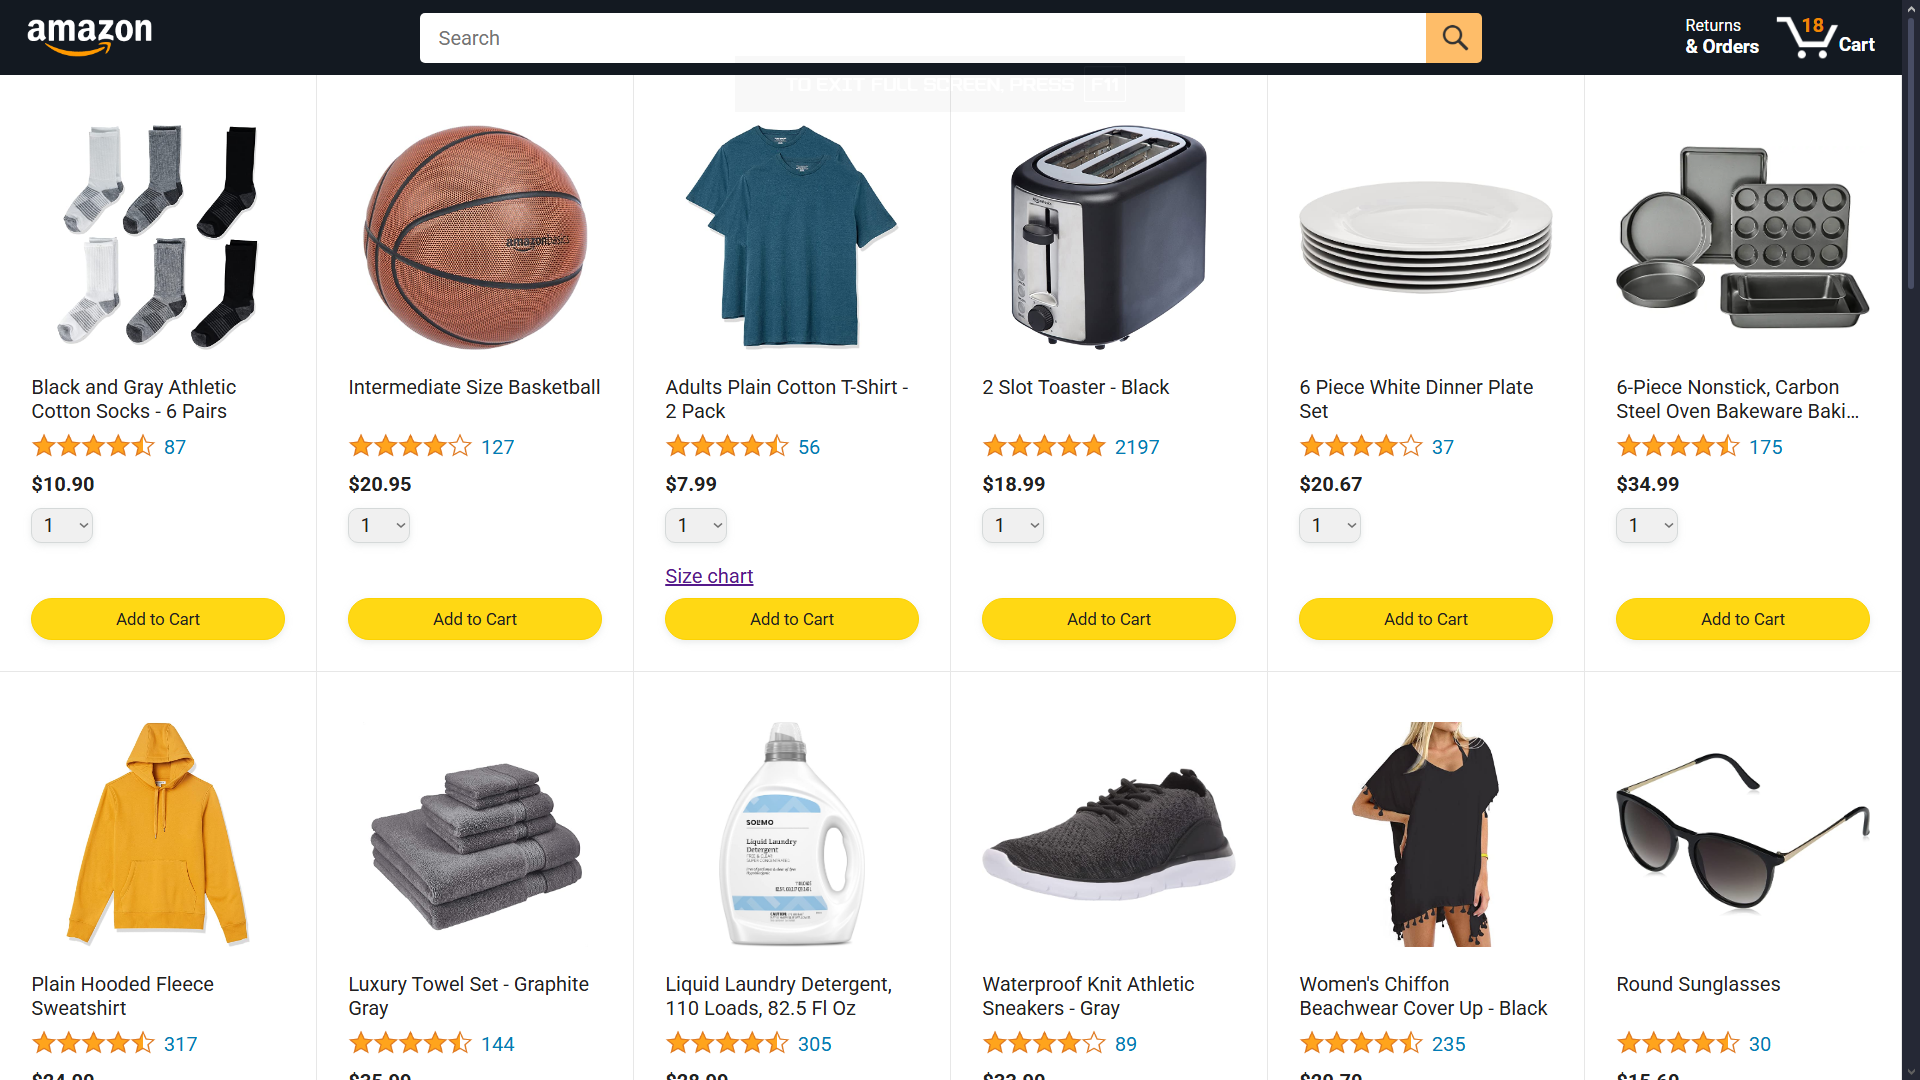 amazon
Search
Returns
& Orders
18
Cart
TO EXIT FULL SCREEN, PRESS F11
Black and Gray Athletic
Cotton Socks - 6 Pairs
87
$10.90
1
Add to Cart
Intermediate Size Basketball
127
$20.95
1
Add to Cart
Adults Plain Cotton T-Shirt -
2 Pack
56
$7.99
1
Size chart
Add to Cart
2 Slot Toaster - Black
2197
$18.99
1
Add to Cart
6 Piece White Dinner Plate
Set
37
$20.67
1
Add to Cart
6-Piece Nonstick, Carbon
Steel Oven Bakeware Baki...
175
$34.99
1
Add to Cart
Plain Hooded Fleece
Sweatshirt
317
Luxury Towel Set - Graphite
Gray
144
SOLIMO
Liquid Laundry
Detergent
Liquid Laundry Detergent,
110 Loads, 82.5 Fl Oz
305
Waterproof Knit Athletic
Sneakers - Gray
89
Women's Chiffon
Beachwear Cover Up - Black
235
Round Sunglasses
30